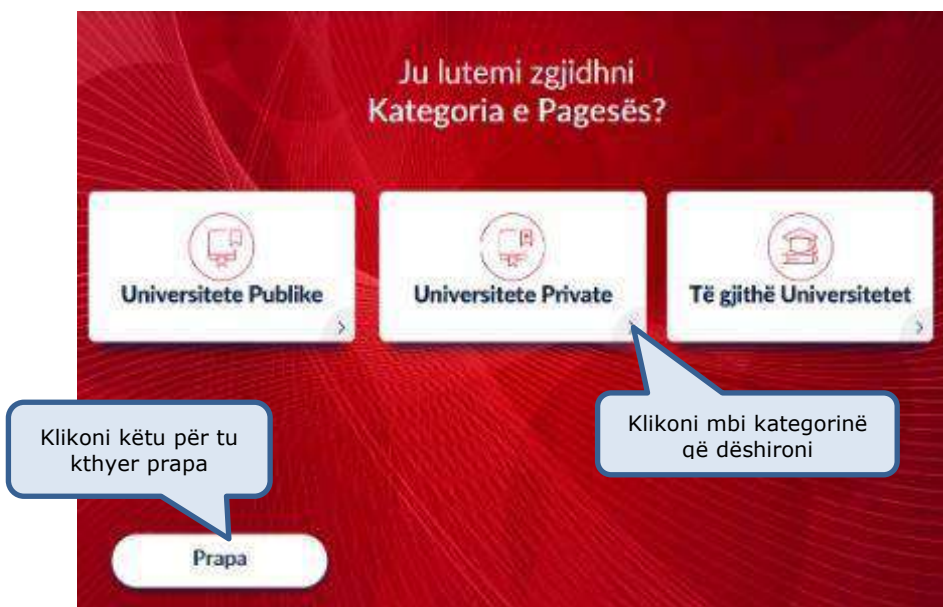 Ju lutemi zgjidhni
Kategoria e Pagesës?
Universitete Publike
Universitete Private
Të gjithë Universitetet
Klikoni mbi kategorinë
që dëshironi
Klikoni këtu për tu
kthyer prapa
Prapa